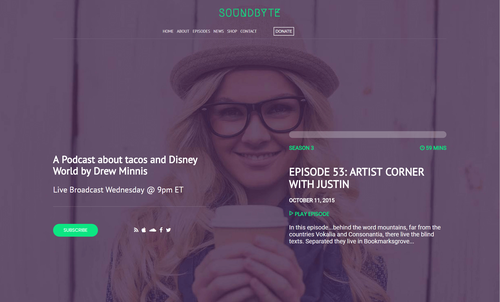 SOUNDBYTE
HOME ABOUT EPISODES NEWS SHOP CONTACT DONATE
A Podcast about tacos and Disney
World by Drew Minnis
Live Broadcast Wednesday @ 9pm ET
SUBSCRIBE
SEASON 3 59 MINS
EPISODE 53: ARTIST CORNER
WITH JUSTIN
OCTOBER 11, 2015
PLAY EPISODE
In this episode...behind the word mountains, far from the
countries Vokalia and Consonantia, there live the blind
texts. Separated they live in Bookmarksgrove...